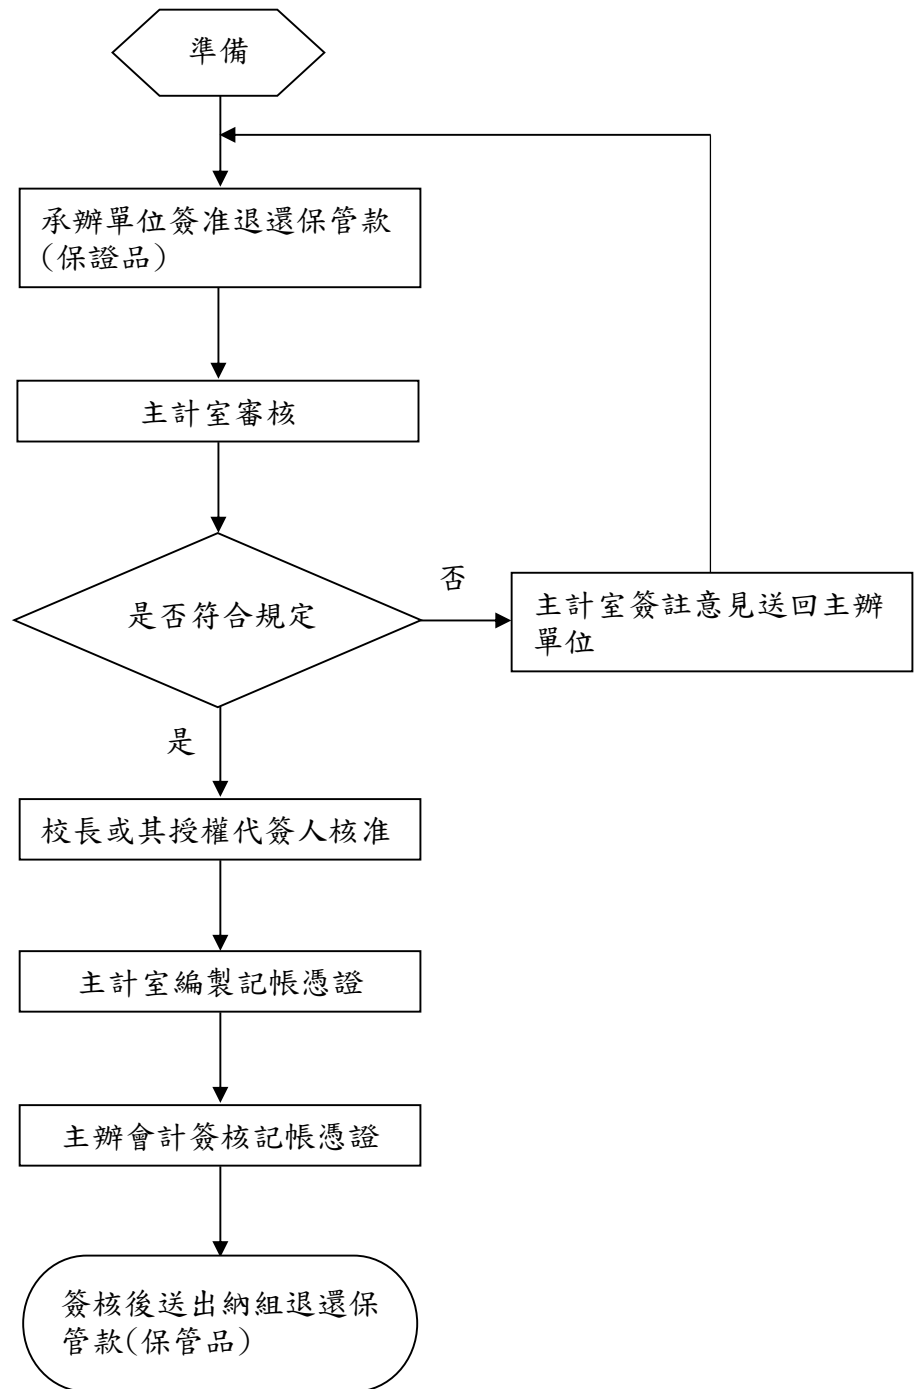 準備
承辦單位簽准退還保管款
(保證品)
主計室審核
是否符合規定
否
主計室簽註意見送回主辦
單位
是
校長或其授權代簽人核准
主計室編製記帳憑證
主辦會計簽核記帳憑證
簽核後送出納組退還保
管款(保管品)